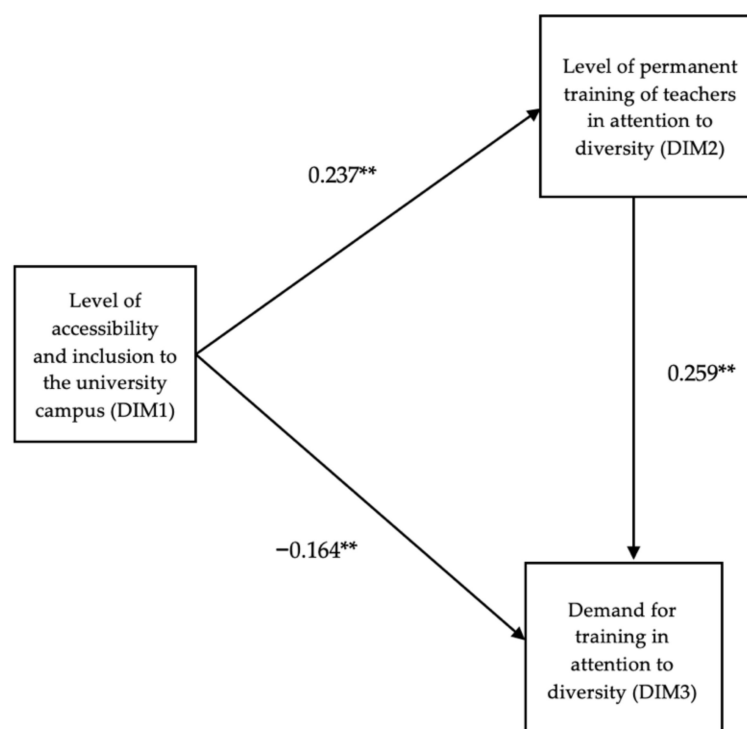 Level of permanent
training of teachers
in attention to
diversity (DIM2)
0.237**
Level of
accessibility
and inclusion to
the university
campus (DIM1)
0.259**
−0.164**
Demand for
training in
attention to
diversity (DIM3)